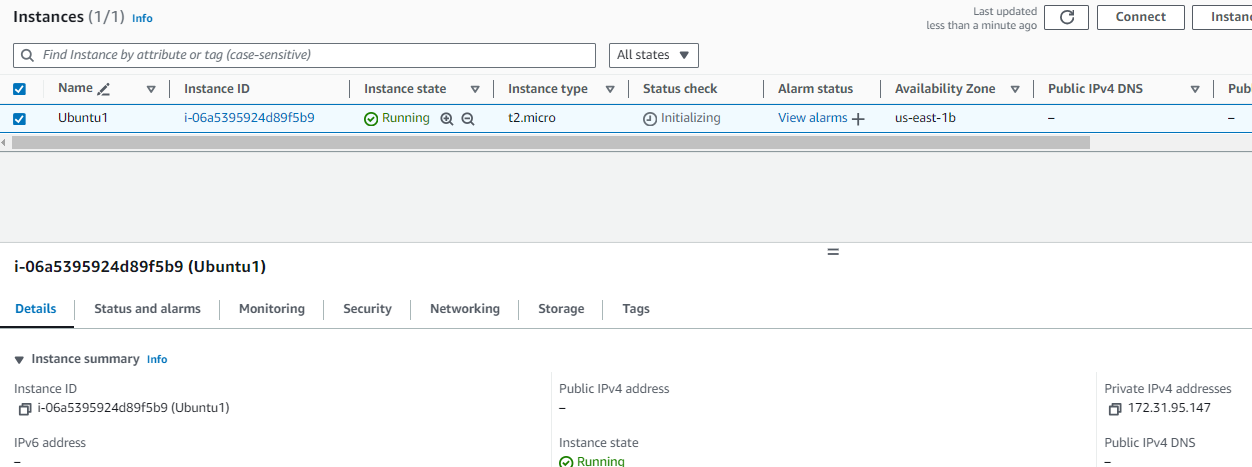 Instances (1/1) Info
Last updated
less than a minute ago
Connect
Find Instance by attribute or tag (case-sensitive)
All states
Name Instance ID Instance state Instance type Status check Alarm status Availability Zone Public IPv4 DNS
Ubuntu1 i-06a5395924d89f5b9 Running t2.micro Initializing View alarms + us-east-1b – –
i-06a5395924d89f5b9 (Ubuntu1)
Details Status and alarms Monitoring Security Networking Storage Tags
Instance summary Info
Instance ID Public IPv4 address Private IPv4 addresses
i-06a5395924d89f5b9 (Ubuntu1) – 172.31.95.147
IPv6 address Instance state Public IPv4 DNS
– Running –